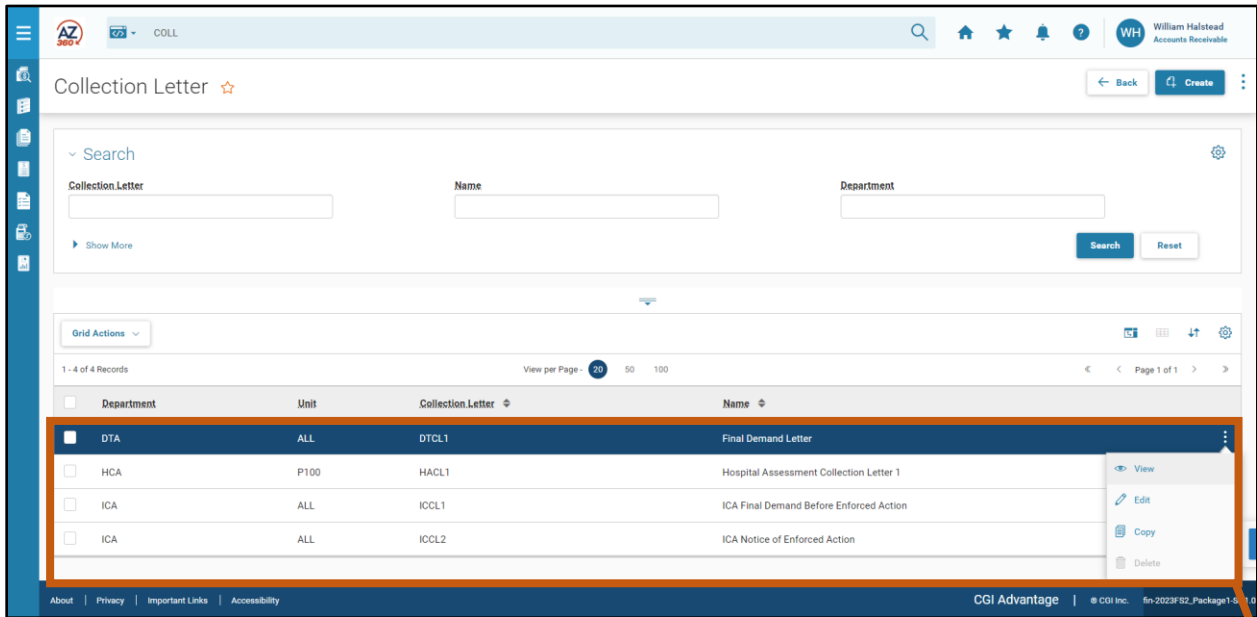 AZ
360
COLL
?
WH
William Halstead
Accounts Receivable
Collection Letter
Back
Create
Search
Collection Letter
Name
Department
Show More
Search
Reset
Grid Actions
1 - 4 of 4 Records
View per Page - 20 50 100
Page 1 of 1
Department Unit Collection Letter Name
DTA ALL DTCL1 Final Demand Letter
HCA P100 HACL1 Hospital Assessment Collection Letter 1
ICA ALL ICCL1 ICA Final Demand Before Enforced Action
ICA ALL ICCL2 ICA Notice of Enforced Action
View
Edit
Copy
Delete
About | Privacy | Important Links | Accessibility
CGI Advantage | © CGI Inc.